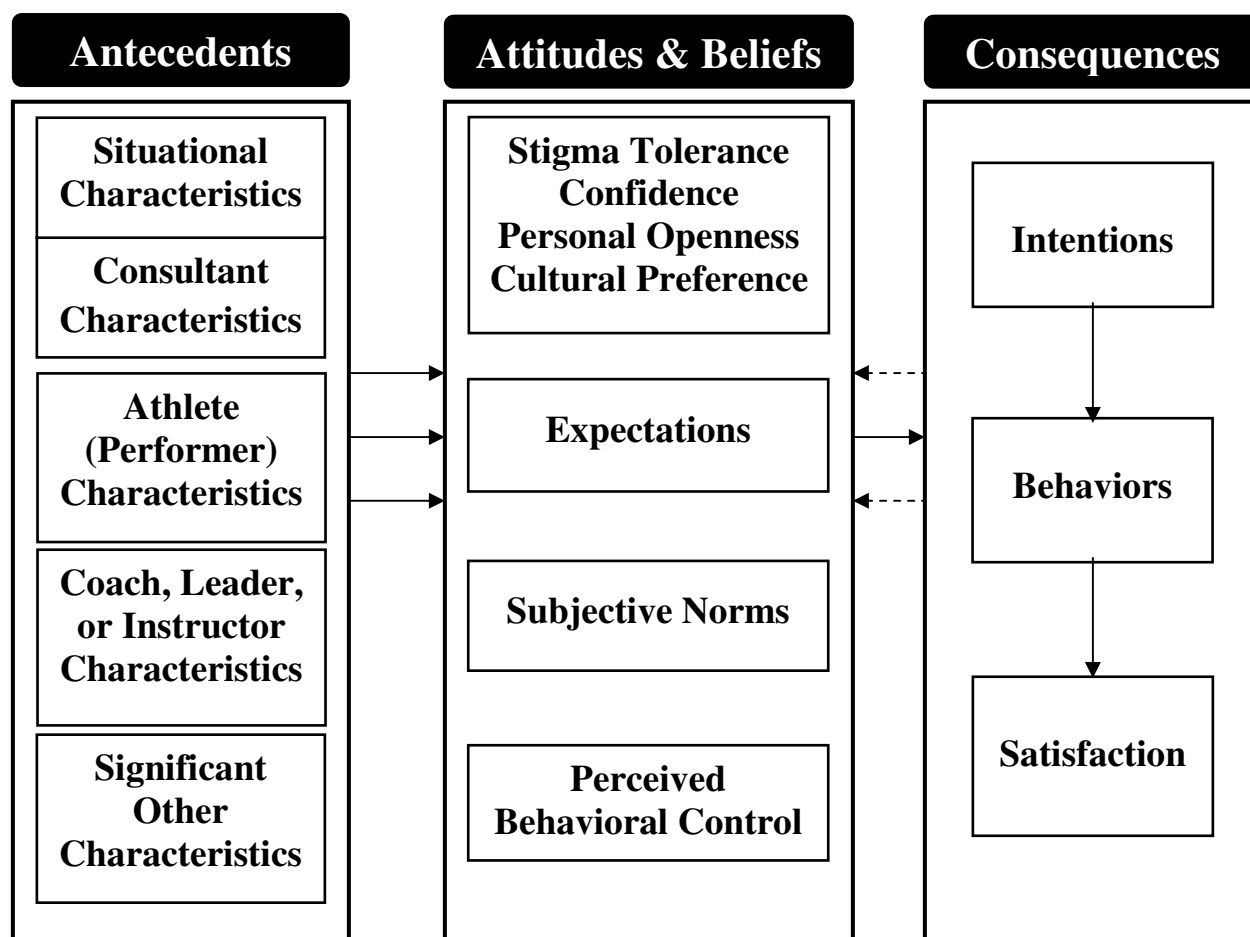 Antecedents
Situational
Characteristics
Consultant
Characteristics
Athlete
(Performer)
Characteristics
Coach, Leader,
or Instructor
Characteristics
Significant
Other
Characteristics
Attitudes & Beliefs
Stigma Tolerance
Confidence
Personal Openness
Cultural Preference
Expectations
Subjective Norms
Perceived
Behavioral Control
Consequences
Intentions
Behaviors
Satisfaction